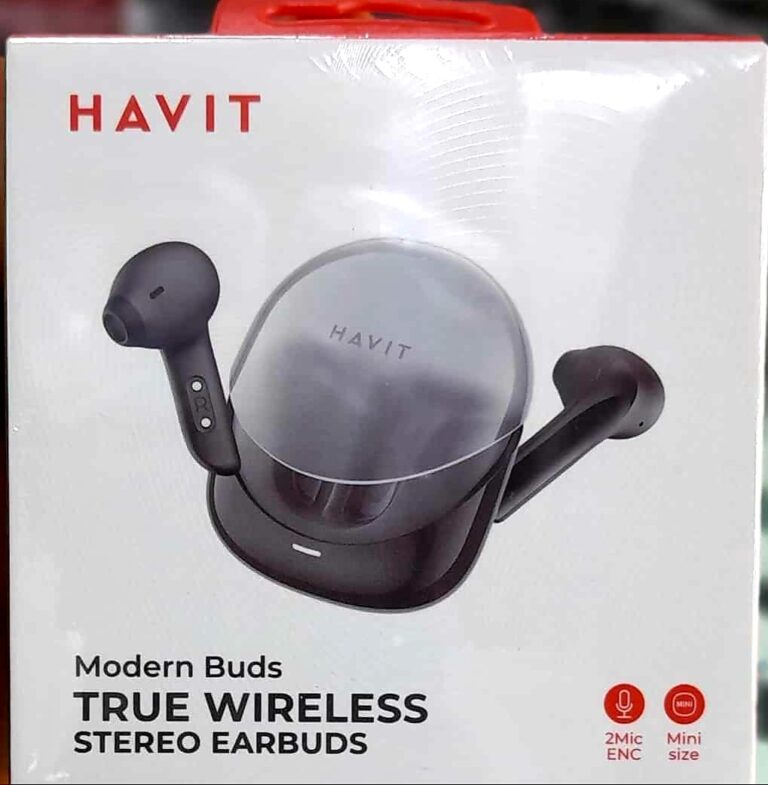 HAVIT
HAVIT
R
Modern Buds
TRUE WIRELESS
STEREO EARBUDS
MINI
2Mic
ENC
Mini
size